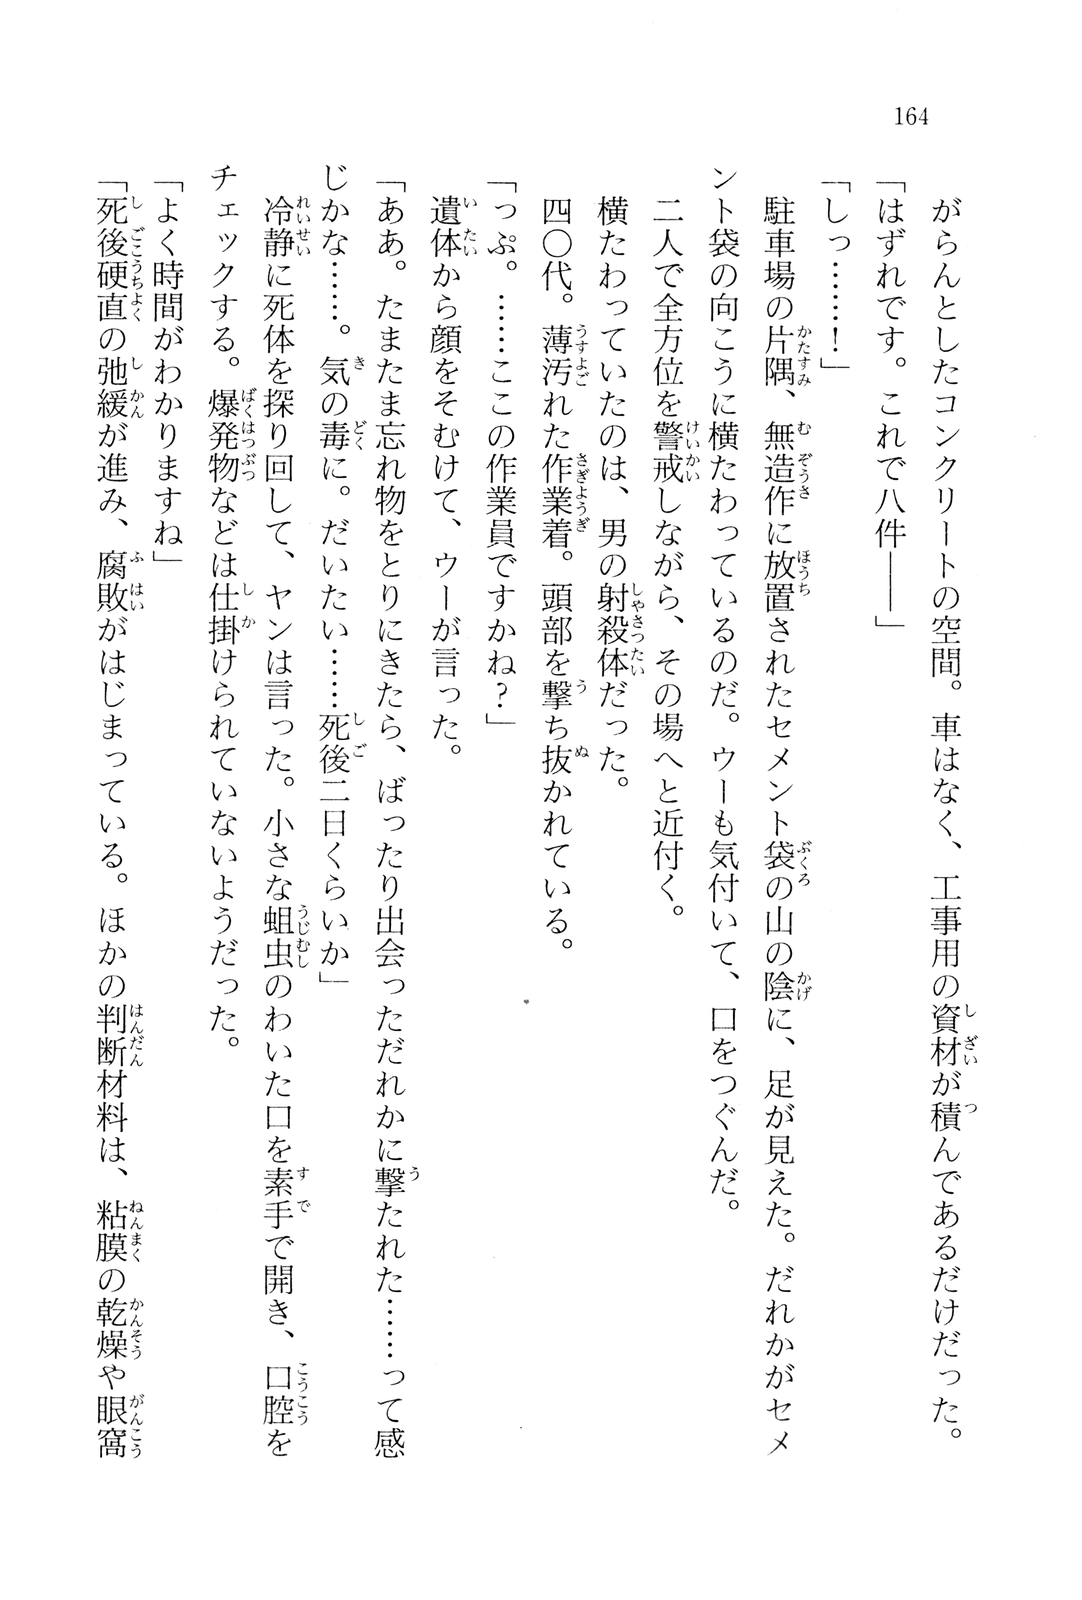 164
がらんとしたコンクリートの空間。車はなく、工事用の資材が積んであるだけだった。
「はずれです。これで八件――」
「しっ……！」
駐車場の片隅、無造作に放置されたセメント袋の山の陰に、足が見えた。だれかがセメ
ント袋の向こうに横たわっているのだ。ウーも気付いて、口をつぐんだ。
二人で全方位を警戒しながら、その場へと近付く。
横たわっていたのは、男の射殺体だった。
四〇代。薄汚れた作業着。頭部を撃ち抜かれている。
「っぷ。……ここの作業員ですかね？」
遺体から顔をそむけて、ウーが言った。
「ああ。たまたま忘れ物をとりにきたら、ばったり出会っただれかに撃たれた……って感
じかな……。気の毒に。だいたい……死後二日くらいか」
冷静に死体を探り回して、ヤンは言った。小さな蛆虫のわいた口を素手で開き、口腔を
チェックする。爆発物などは仕掛けられていないようだった。
「よく時間がわかりますね」
「死後硬直の弛緩が進み、腐敗がはじまっている。ほかの判断材料は、粘膜の乾燥や眼窩